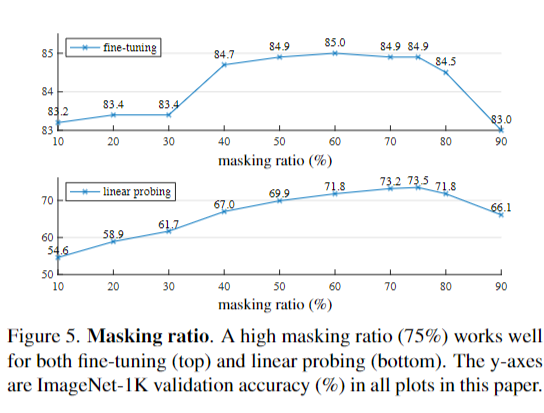 fine-tuning
85
84
83
83.2
83.4
83.4
84.7
84.9
85.0
84.9
84.9
84.5
83.0
10 20 30 40 50 60 70 80 90
masking ratio (%)
linear probing
70
60
50
54.6
58.9
61.7
67.0
69.9
71.8
73.2
73.5
71.8
66.1
10 20 30 40 50 60 70 80 90
masking ratio (%)
Figure 5. Masking ratio. A high masking ratio (75%) works well
for both fine-tuning (top) and linear probing (bottom). The y-axes
are ImageNet-1K validation accuracy (%) in all plots in this paper.